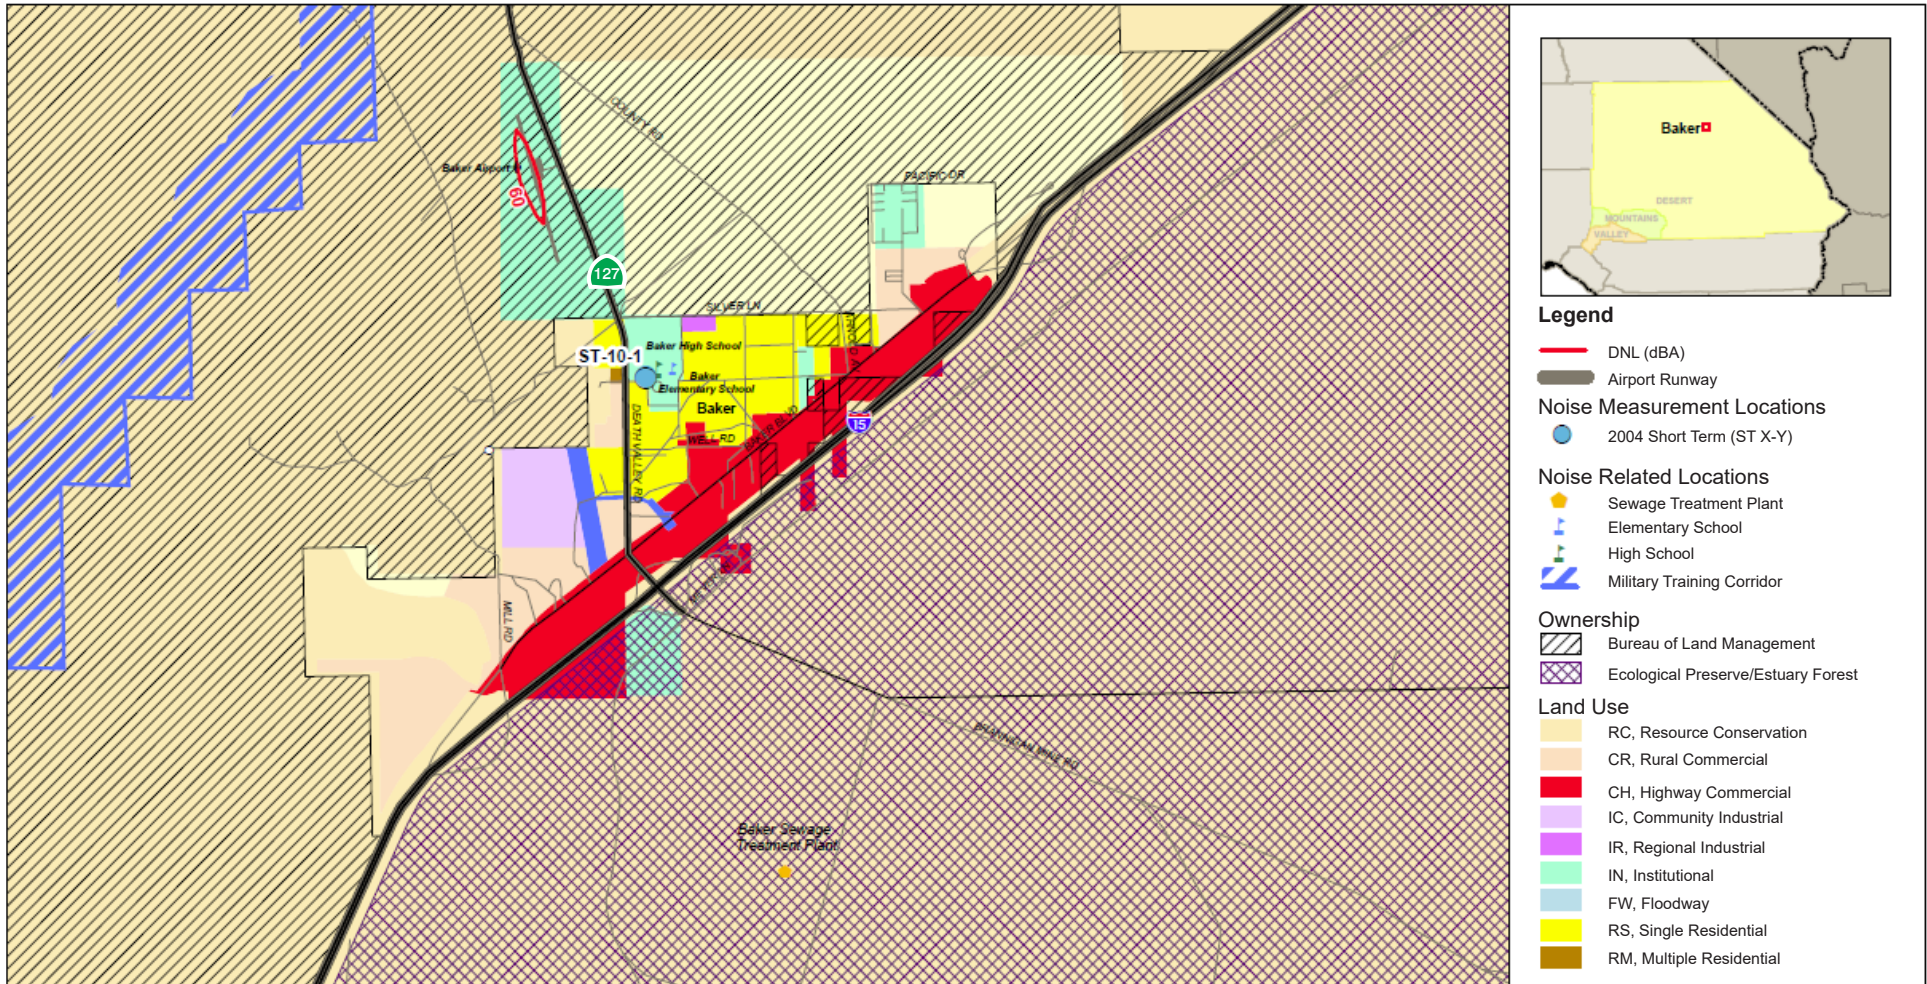 COUNTY RD
Baker Airport
60
PACIFIC DR
127
SILVER LN
ST-10-1
Baker High School
Baker
Elementary School
Baker
DEATH VALLEY RD
WELL RD
BAKER BLVD
15
MILL RD
BRANNIGAN MINE RD
Baker Sewage
Treatment Plant
Baker
DESERT
MOUNTAINS
VALLEY
Legend
DNL (dBA)
Airport Runway
Noise Measurement Locations
2004 Short Term (ST X-Y)
Noise Related Locations
Sewage Treatment Plant
Elementary School
High School
Military Training Corridor
Ownership
Bureau of Land Management
Ecological Preserve/Estuary Forest
Land Use
RC, Resource Conservation
CR, Rural Commercial
CH, Highway Commercial
IC, Community Industrial
IR, Regional Industrial
IN, Institutional
FW, Floodway
RS, Single Residential
RM, Multiple Residential